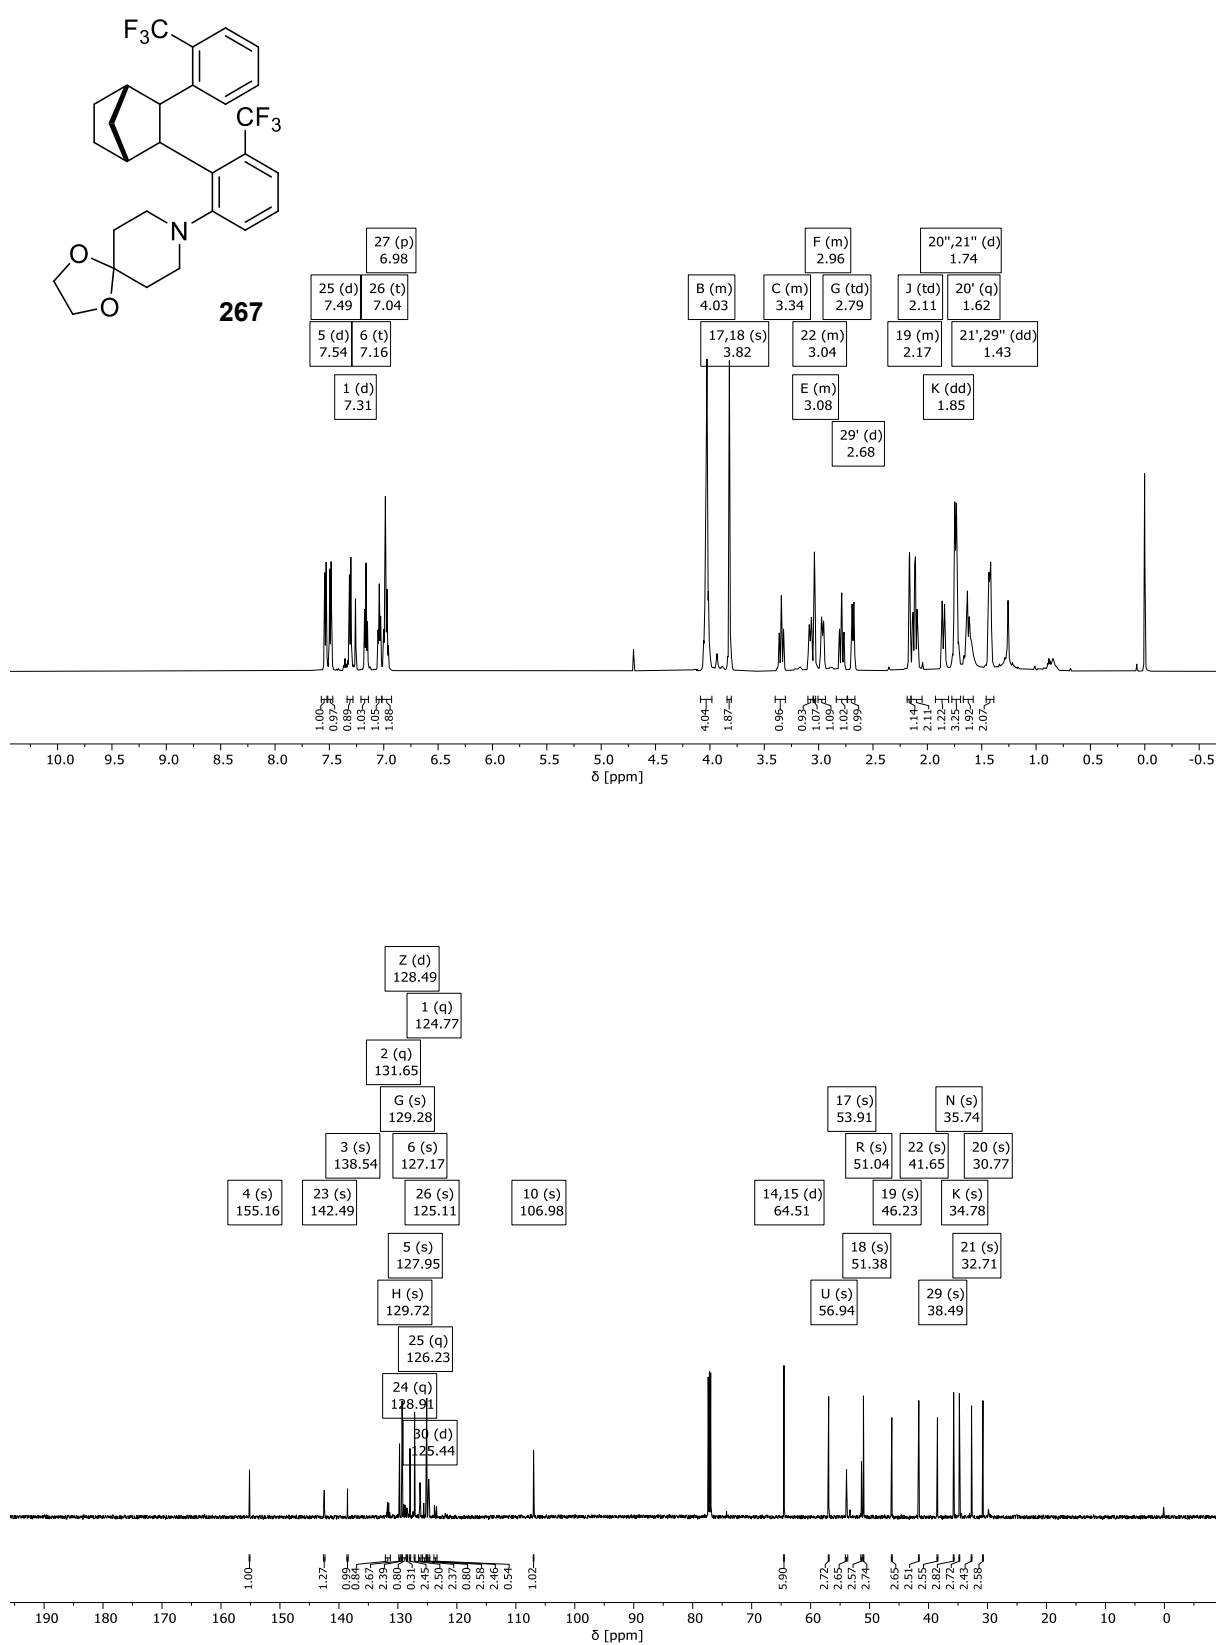 F3C
CF3
N
O
O
267
27 (p)
6.98
F (m)
2.96
20'',21'' (d)
1.74
25 (d)
7.49
26 (t)
7.04
B (m)
4.03
C (m)
3.34
G (td)
2.79
J (td)
2.11
20' (q)
1.62
5 (d)
7.54
6 (t)
7.16
17,18 (s)
3.82
22 (m)
3.04
19 (m)
2.17
21',29'' (dd)
1.43
1 (d)
7.31
E (m)
3.08
K (dd)
1.85
29' (d)
2.68
1.00 0.97 0.89 1.03 1.05 1.88 4.04 1.87 0.96 0.93 1.07 1.09 1.02 0.99 1.14 2.11 1.22 3.25 1.92 2.07
10.0 9.5 9.0 8.5 8.0 7.5 7.0 6.5 6.0 5.5 5.0 4.5 4.0 3.5 3.0 2.5 2.0 1.5 1.0 0.5 0.0 -0.5
δ [ppm]
Z (d)
128.49
1 (q)
124.77
2 (q)
131.65
G (s)
129.28
17 (s)
53.91
N (s)
35.74
3 (s)
138.54
6 (s)
127.17
R (s)
51.04
22 (s)
41.65
20 (s)
30.77
4 (s)
155.16
23 (s)
142.49
26 (s)
125.11
10 (s)
106.98
14,15 (d)
64.51
19 (s)
46.23
K (s)
34.78
5 (s)
127.95
18 (s)
51.38
21 (s)
32.71
H (s)
129.72
U (s)
56.94
29 (s)
38.49
25 (q)
126.23
24 (q)
128.91
30 (d)
125.44
1.00 1.27 0.99 0.84 2.67 2.39 0.80 0.31 2.45 2.50 2.37 0.80 2.58 2.46 0.54 1.02 5.90 2.72 2.65 2.57 2.74 2.65 2.51 2.55 2.82 2.72 2.43 2.58
190 180 170 160 150 140 130 120 110 100 90 80 70 60 50 40 30 20 10 0
δ [ppm]